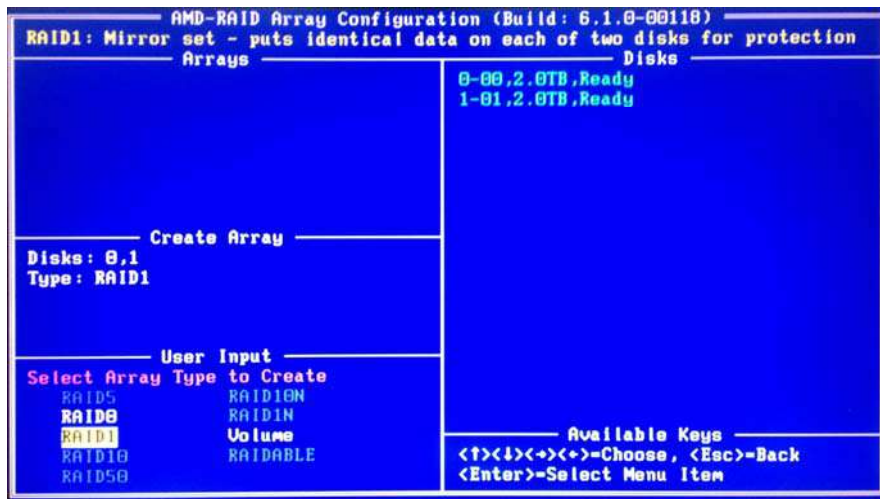 AMD-RAID Array Configuration (Build: 6.1.0-00118)
RAID1: Mirror set - puts identical data on each of two disks for protection
Arrays
Disks
0-00,2.0TB,Ready
1-01,2.0TB,Ready
Create Array
Disks: 0,1
Type: RAID1
User Input
Select Array Type to Create
RAID5 RAID10N
RAID0 RAID1N
RAID1 Volume
RAID10 RAIDABLE
RAID50
Available Keys
<↑><↓><→><←>=Choose, <Esc>=Back
<Enter>=Select Menu Item